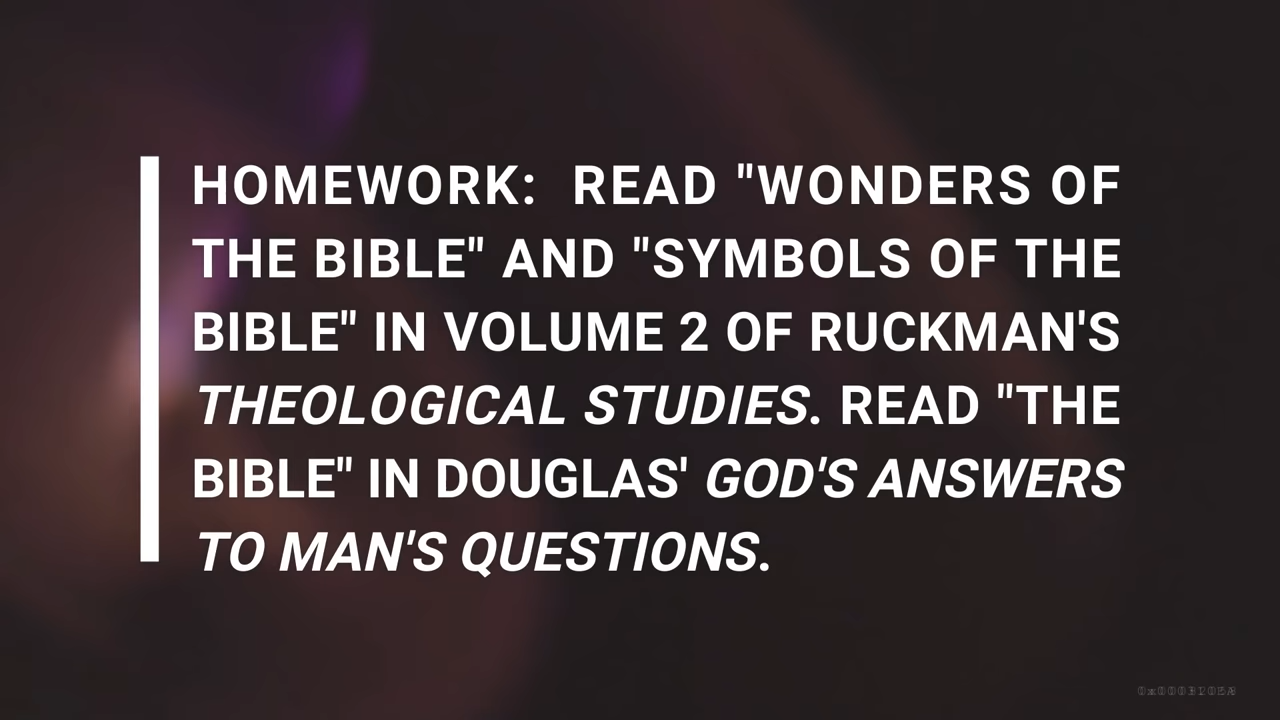 HOMEWORK:  READ "WONDERS OF
THE BIBLE" AND "SYMBOLS OF THE
BIBLE" IN VOLUME 2 OF RUCKMAN'S
THEOLOGICAL STUDIES. READ "THE
BIBLE" IN DOUGLAS' GOD'S ANSWERS
TO MAN'S QUESTIONS.